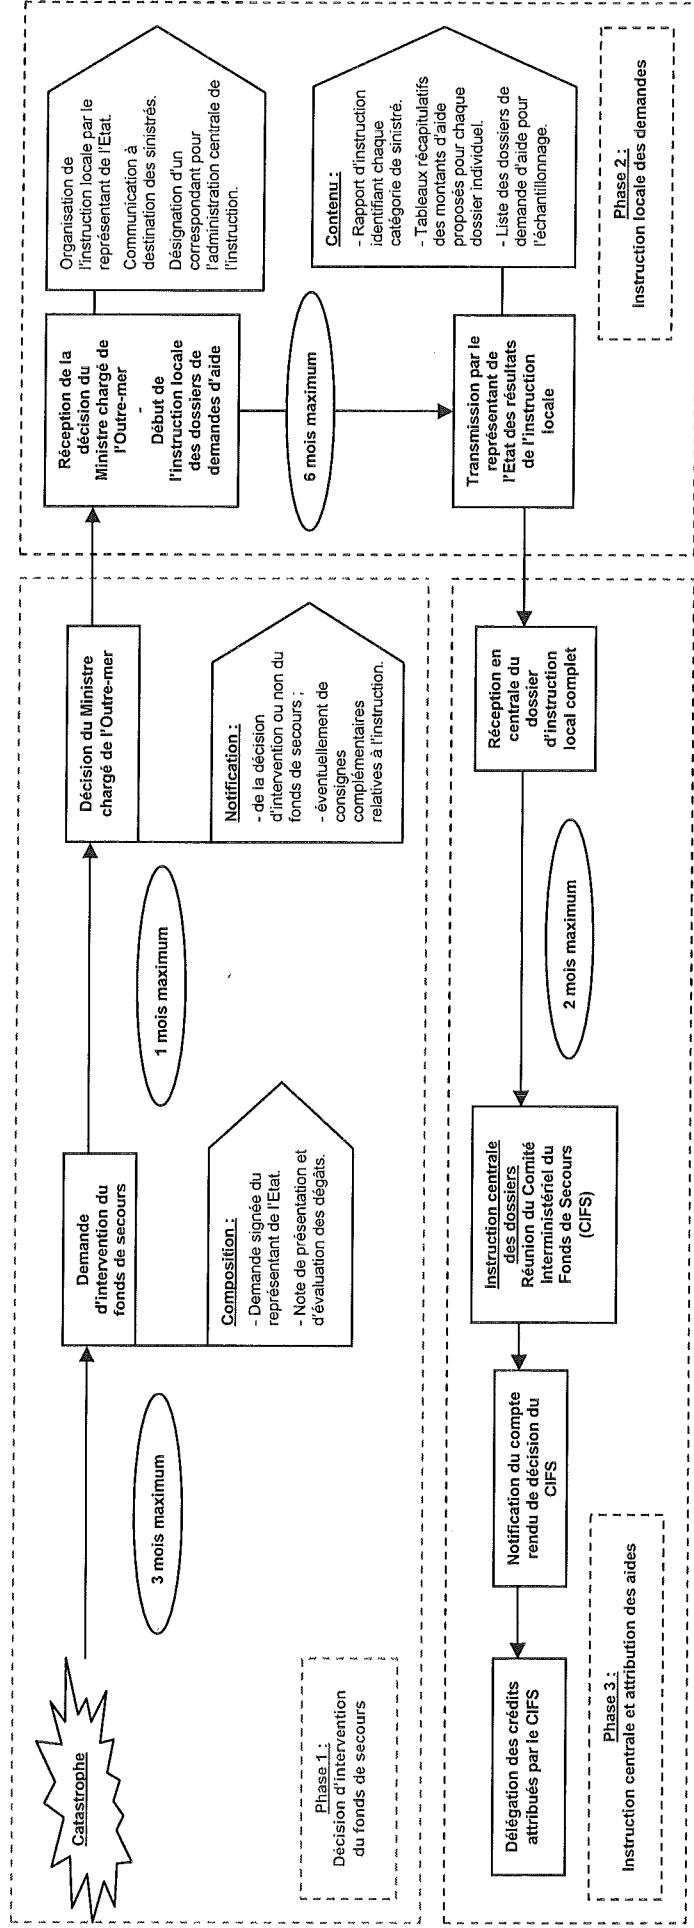 Catastrophe
3 mois maximum
Demande
d'intervention du
fonds de secours
Composition :
- Demande signée du
représentant de l'Etat.
- Note de présentation et
d'évaluation des dégâts.
1 mois maximum
Décision du Ministre
chargé de l'Outre-mer
Notification :
- de la décision
d'intervention ou non du
fonds de secours ;
- éventuellement de
consignes
complémentaires
relatives à l'instruction.
Phase 1 :
Décision d'intervention
du fonds de secours
Réception de la
décision du
Ministre chargé de
l'Outre-mer
-
Début de
l'instruction locale
des dossiers de
demandes d'aide
Organisation de
l'instruction locale par le
représentant de l'Etat.
Communication à
destination des sinistrés.
Désignation d'un
correspondant pour
l'administration centrale de
l'instruction.
6 mois maximum
Transmission par le
représentant de
l'Etat des résultats
de l'instruction
locale
Contenu :
- Rapport d'instruction
identifiant chaque
catégorie de sinistré.
- Tableaux récapitulatifs
des montants d'aide
proposés pour chaque
dossier individuel.
- Liste des dossiers de
demande d'aide pour
l'échantillonnage.
Phase 2 :
Instruction locale des demandes
Réception en
centrale du
dossier
d'instruction
local complet
2 mois maximum
Instruction centrale
des dossiers
Réunion du Comité
Interministériel du
Fonds de Secours
(CIFS)
Notification du compte
rendu de décision du
CIFS
Délégation des crédits
attribués par le CIFS
Phase 3 :
Instruction centrale et attribution des aides